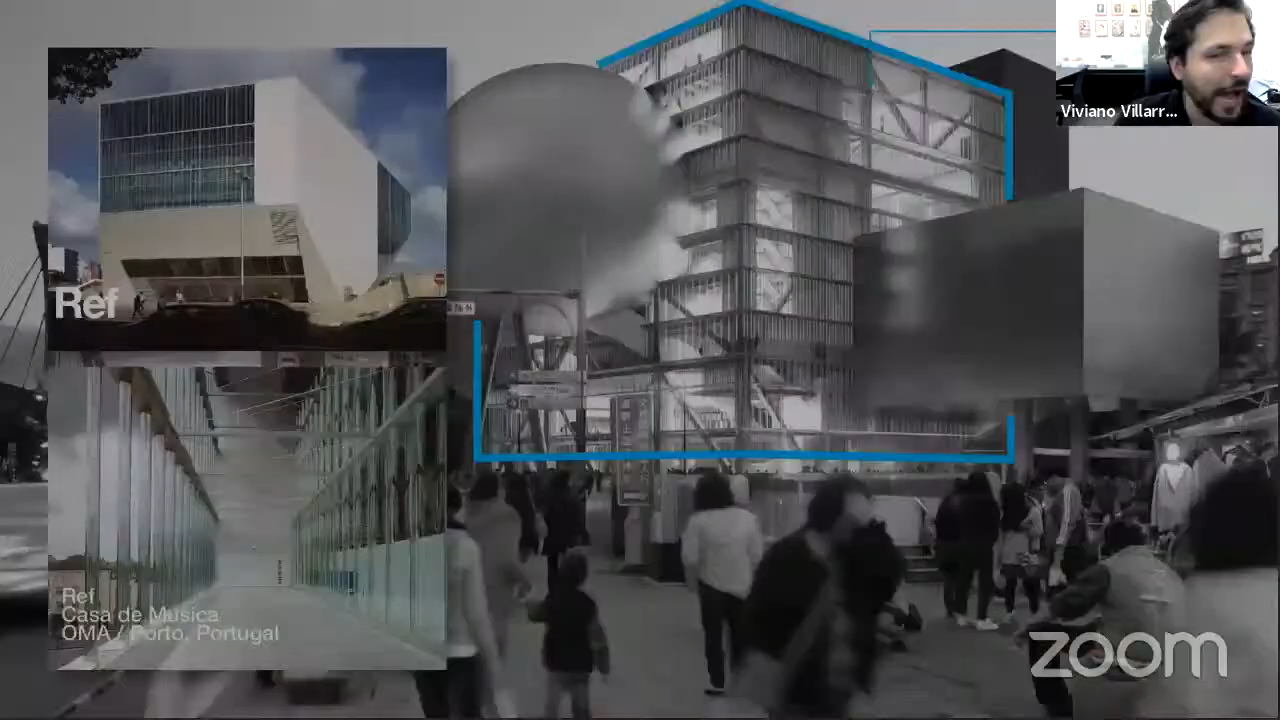 Viviano Villarr...
Ref
Ref
Casa de Musica
OMA / Porto, Portugal
zoom